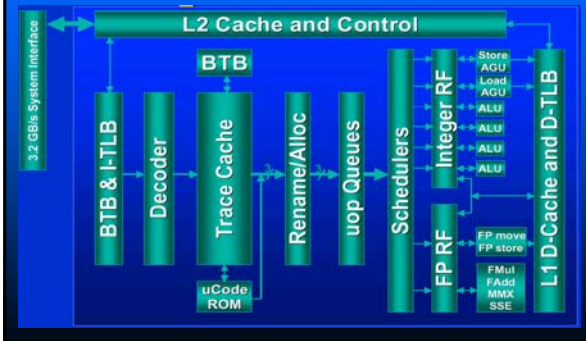 L2 Cache and Control
3.2 GB/s System Interface
BTB
BTB & I-TLB
Decoder
Trace Cache
uCode
ROM
Rename/Alloc
3
3
uop Queues
Schedulers
Integer RF
FP RF
Store
AGU
Load
AGU
ALU
ALU
ALU
ALU
FP move
FP store
FMul
FAdd
MMX
SSE
L1 D-Cache and D-TLB